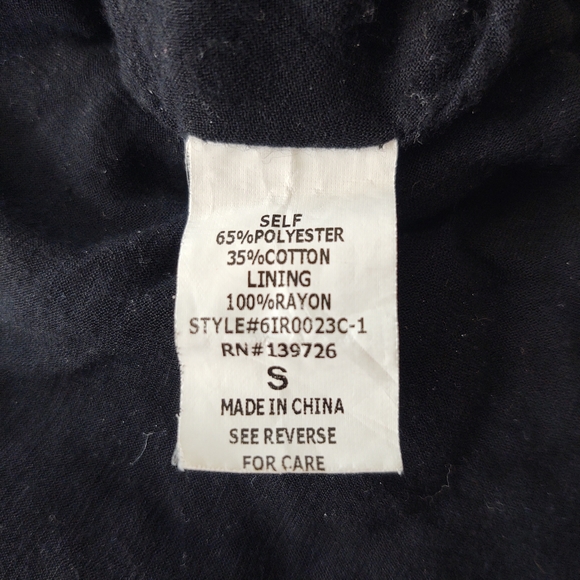 SELF
65%POLYESTER
35%COTTON
LINING
100%RAYON
STYLE#6IR0023C-1
RN#139726
S
MADE IN CHINA
SEE REVERSE
FOR CARE